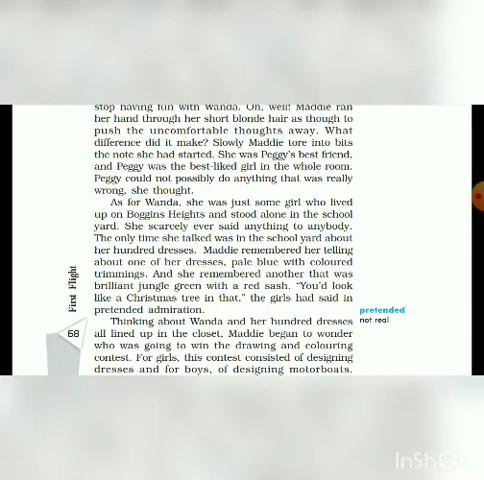 stop having fun with Wanda. Oh, well! Maddie ran
her hand through her short blonde hair as though to
push the uncomfortable thoughts away. What
difference did it make? Slowly Maddie tore into bits
the note she had started. She was Peggy's best friend,
and Peggy was the best-liked girl in the whole room.
Peggy could not possibly do anything that was really
wrong, she thought.
As for Wanda, she was just some girl who lived
up on Boggins Heights and stood alone in the school
yard. She scarcely ever said anything to anybody.
The only time she talked was in the school yard about
her hundred dresses. Maddie remembered her telling
about one of her dresses, pale blue with coloured
trimmings. And she remembered another that was
brilliant jungle green with a red sash. "You'd look
like a Christmas tree in that," the girls had said in
pretended admiration.
Thinking about Wanda and her hundred dresses
all lined up in the closet, Maddie began to wonder
who was going to win the drawing and colouring
contest. For girls, this contest consisted of designing
dresses and for boys, of designing motorboats.
pretended
not real
First Flight
58
InSh